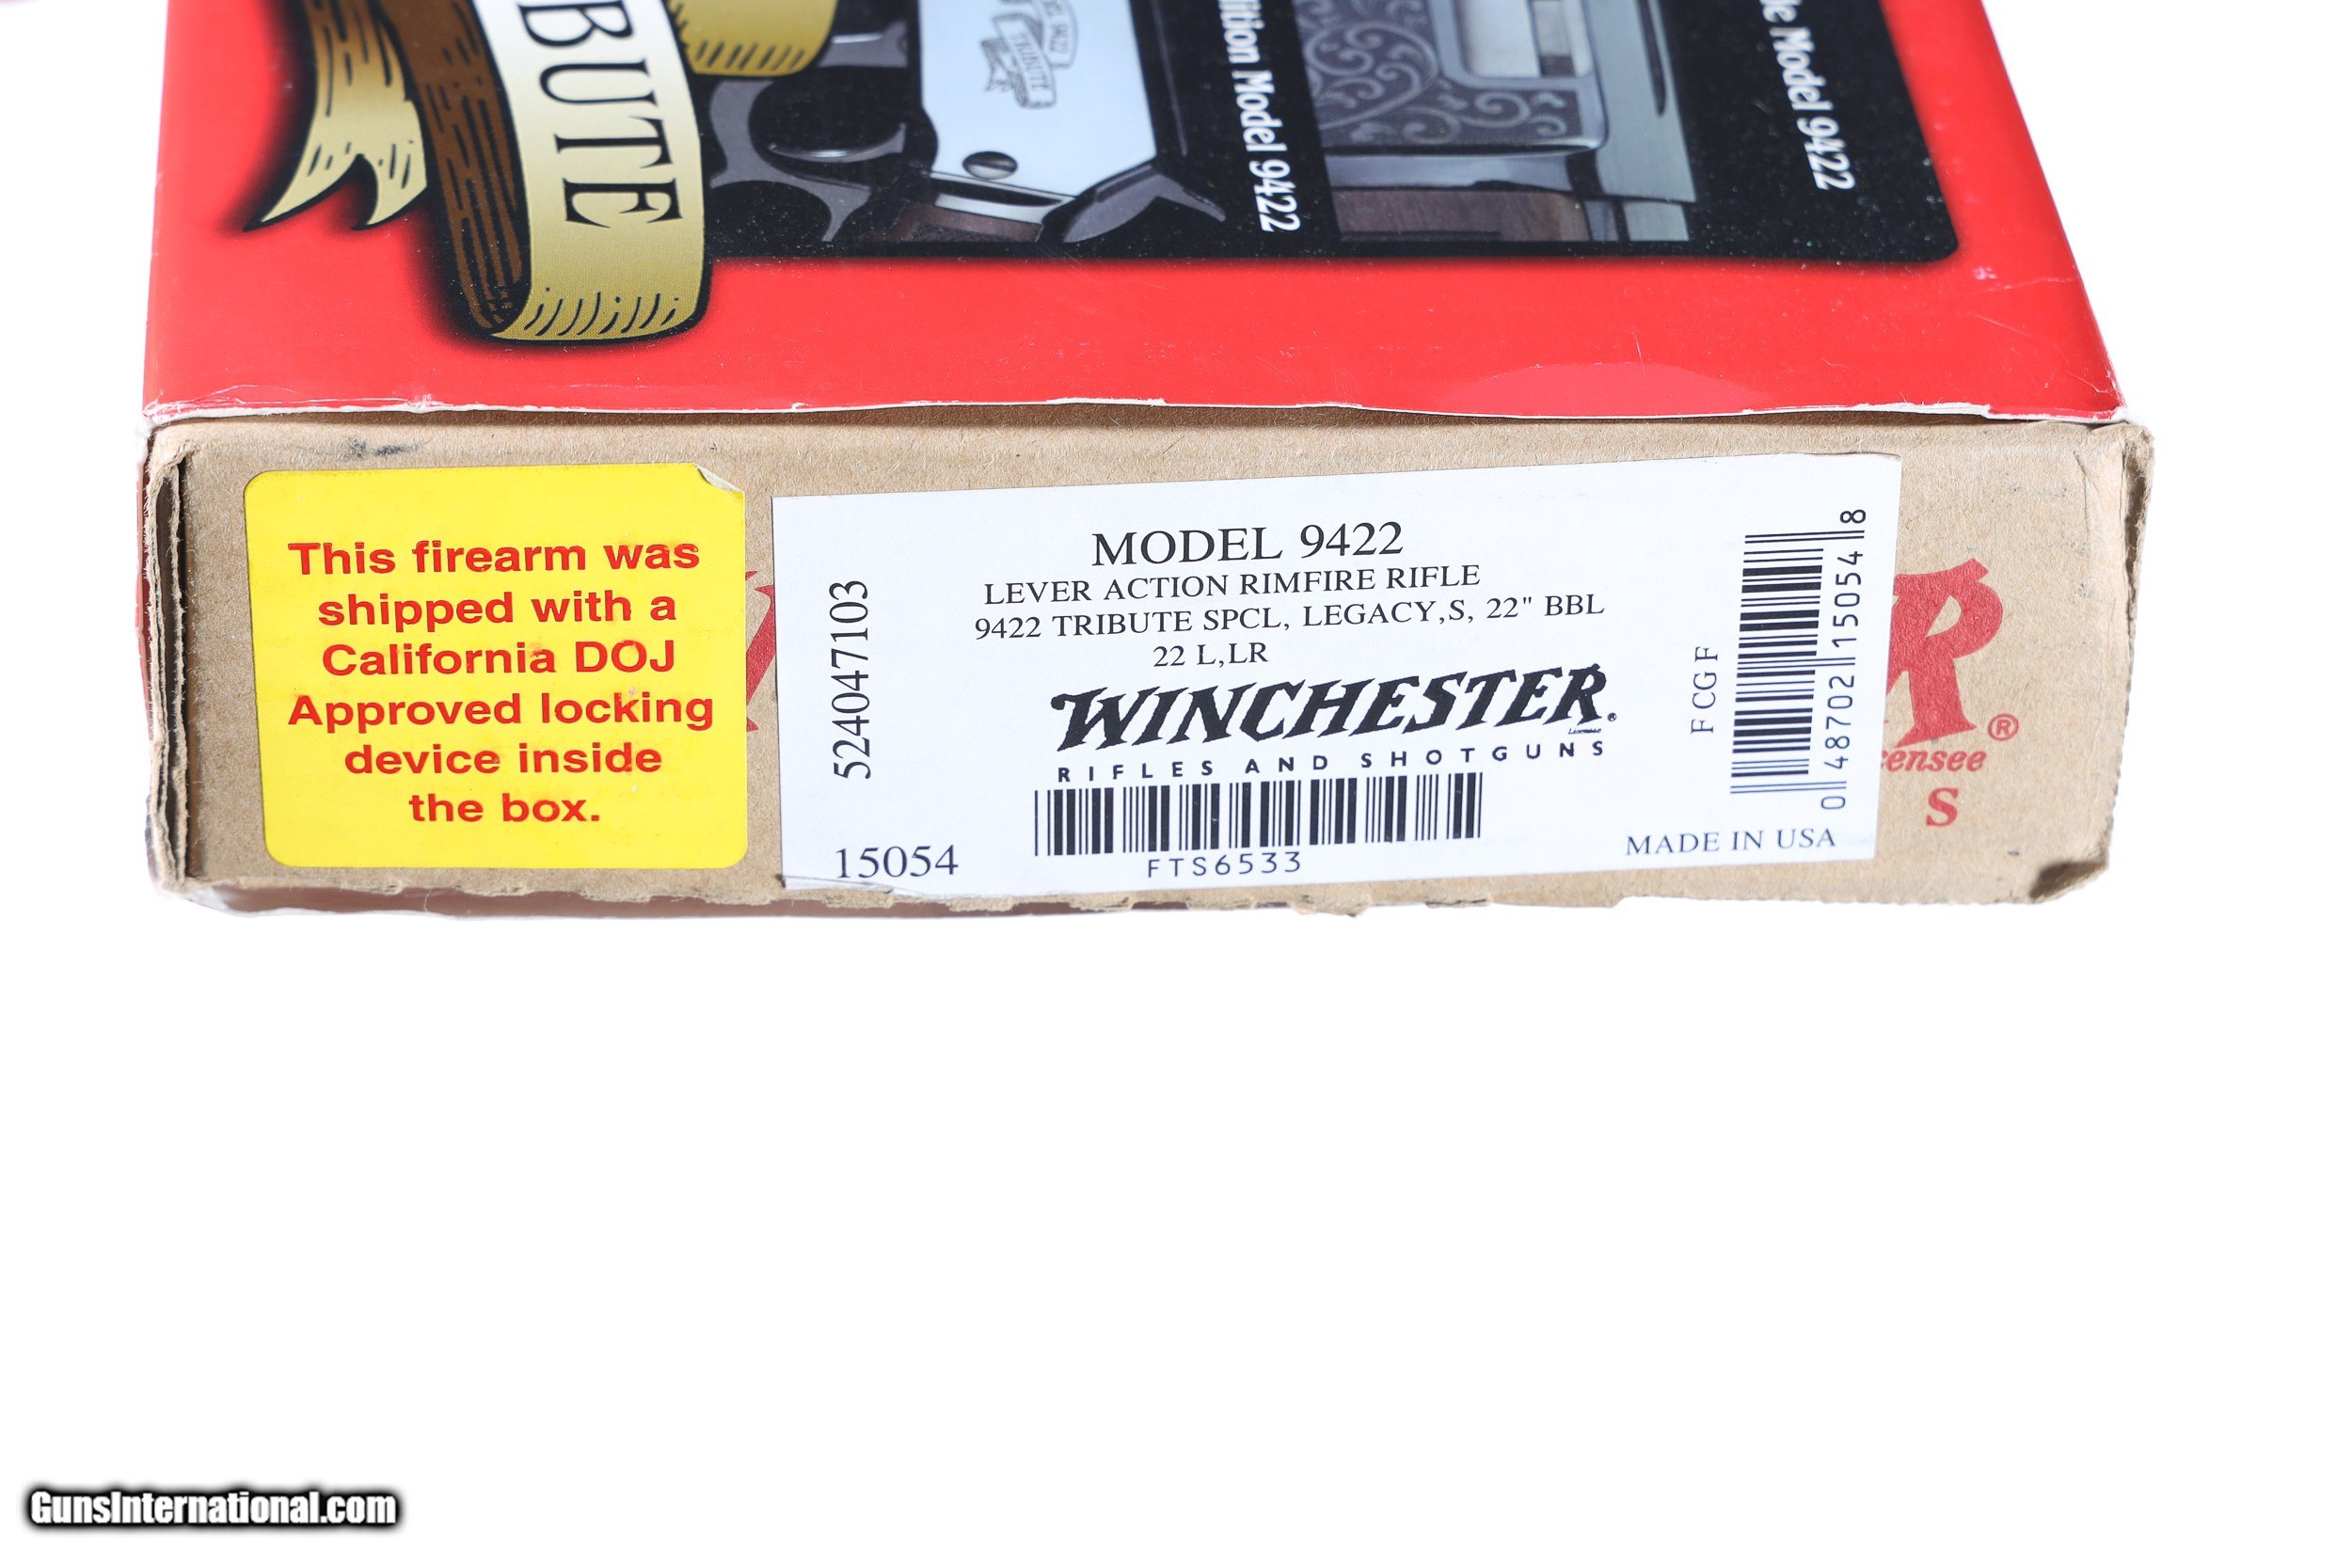 BUTE
TRIBUTE
ition Model 9422
le Model 9422
This firearm was
shipped with a
California DOJ
Approved locking
device inside
the box.
524047103
15054
MODEL 9422
LEVER ACTION RIMFIRE RIFLE
9422 TRIBUTE SPCL, LEGACY,S, 22" BBL
22 L,LR
WINCHESTER®
Licensee
RIFLES AND SHOTGUNS
FTS6533
F CG F
0 48702 15054 8
MADE IN USA
R®
censee
S
GunsInternational.com